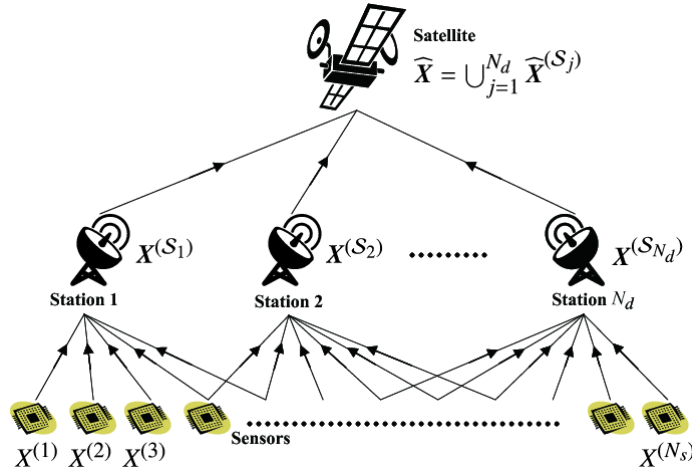 Satellite
X̂ = ⋃_{j=1}^{N_d} X̂^{(S_j)}
X^{(S_1)}
X^{(S_2)}
X^{(S_{N_d})}
Station 1
Station 2
Station N_d
Sensors
X^{(1)} X^{(2)} X^{(3)}
X^{(N_s)}